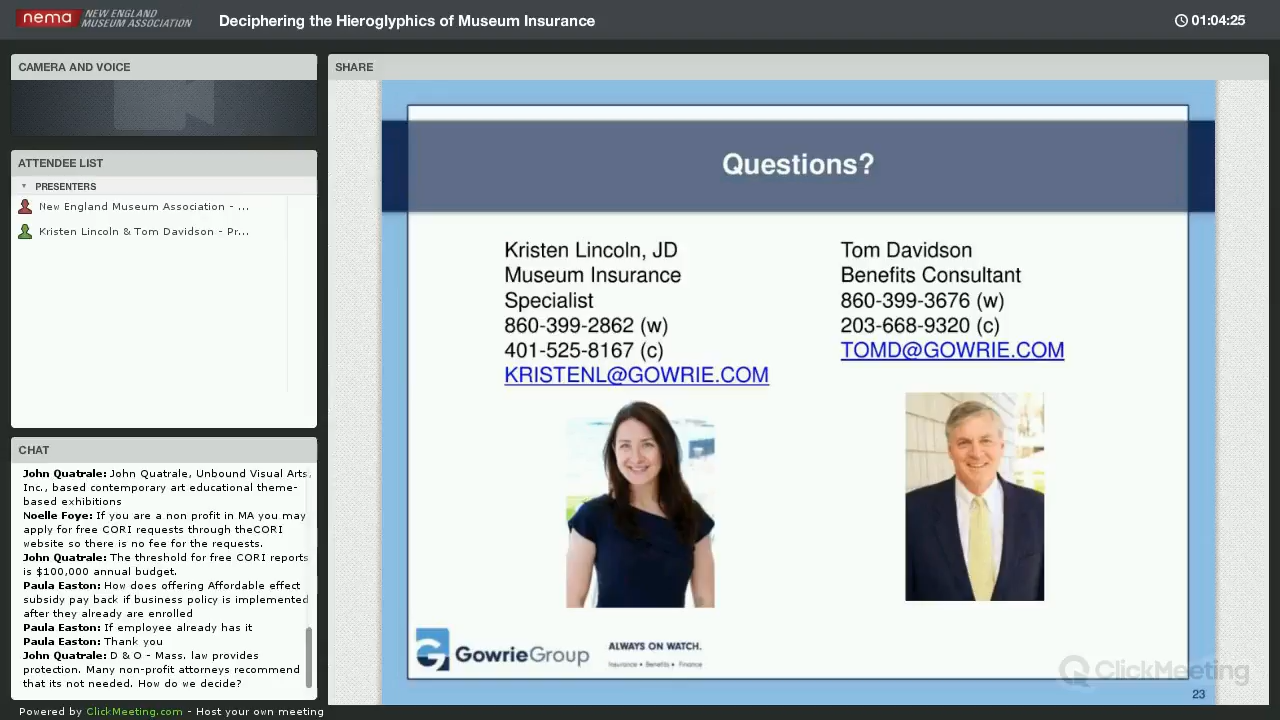 nema NEW ENGLAND
MUSEUM ASSOCIATION
Deciphering the Hieroglyphics of Museum Insurance
01:04:25
CAMERA AND VOICE
ATTENDEE LIST
PRESENTERS
New England Museum Association - ...
Kristen Lincoln & Tom Davidson - Pr...
CHAT
John Quatrale: John Quatrale, Unbound Visual Arts,
Inc., based contemporary art educational theme-
based exhibitions
Noelle Foye: If you are a non profit in MA you may
apply for free CORI requests through theCORI
website so there is no fee for the requests.
John Quatrale: The threshold for free CORI reports
is $100,000 annual budget.
Paula Easton: How does offering Affordable effect
subsidy pay back if business policy is implemented
after they already are enrolled
Paula Easton: If employee already has it
Paula Easton: Thank you
John Quatrale: D & O - Mass. law provides
protection. Many non-profit attorneys recommend
that its not needed. How do we decide?
Powered by ClickMeeting.com - Host your own meeting
SHARE
Questions?
Kristen Lincoln, JD
Museum Insurance
Specialist
860-399-2862 (w)
401-525-8167 (c)
KRISTENL@GOWRIE.COM
Tom Davidson
Benefits Consultant
860-399-3676 (w)
203-668-9320 (c)
TOMD@GOWRIE.COM
GowrieGroup
ALWAYS ON WATCH.
Insurance • Benefits • Finance
ClickMeeting
23